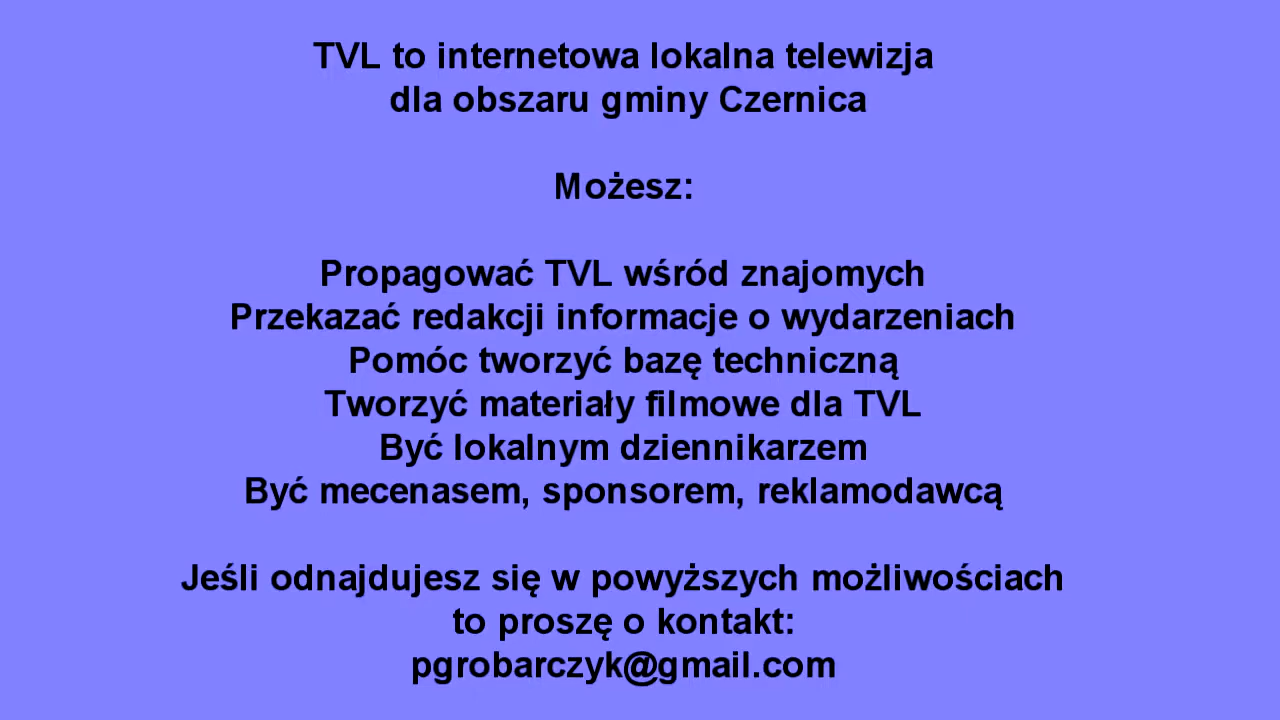 TVL to internetowa lokalna telewizja
dla obszaru gminy Czernica
Możesz:
Propagować TVL wśród znajomych
Przekazać redakcji informacje o wydarzeniach
Pomóc tworzyć bazę techniczną
Tworzyć materiały filmowe dla TVL
Być lokalnym dziennikarzem
Być mecenasem, sponsorem, reklamodawcą
Jeśli odnajdujesz się w powyższych możliwościach
to proszę o kontakt:
pgrobarczyk@gmail.com